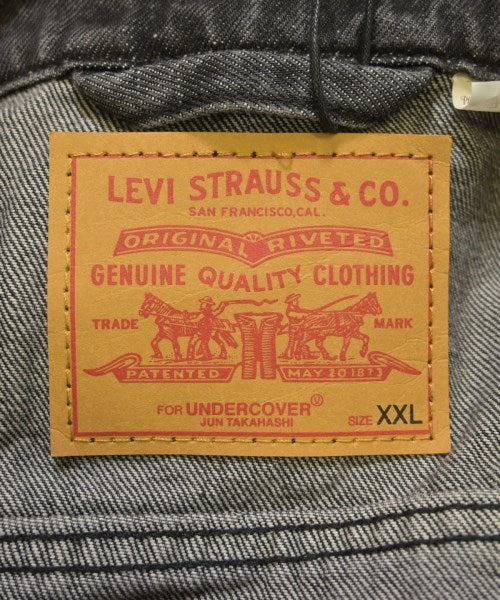 LEVI STRAUSS & CO.
SAN FRANCISCO, CAL.
ORIGINAL RIVETED
GENUINE QUALITY CLOTHING
TRADE MARK
PATENTED MAY 20 1873
FOR UNDERCOVER Ⓤ
JUN TAKAHASHI
SIZE XXL